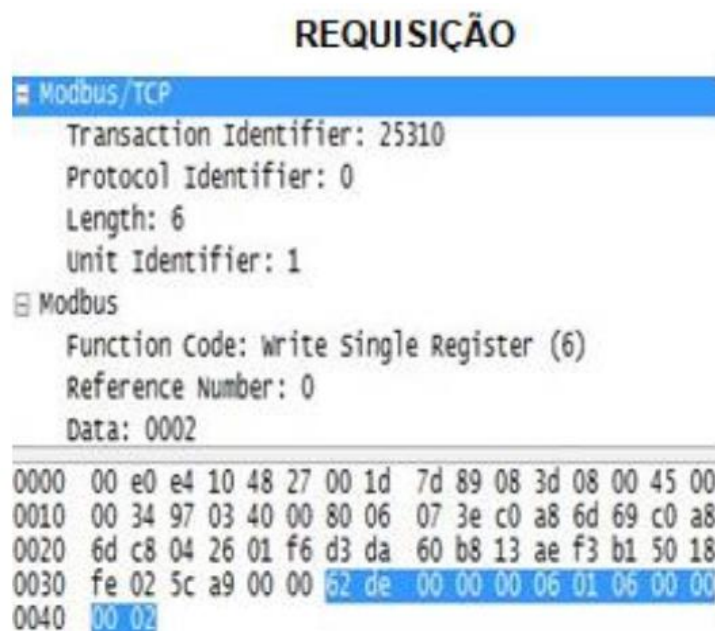 REQUISIÇÃO
Modbus/TCP
Transaction Identifier: 25310
Protocol Identifier: 0
Length: 6
Unit Identifier: 1
Modbus
Function Code: Write Single Register (6)
Reference Number: 0
Data: 0002
0000 00 e0 e4 10 48 27 00 1d 7d 89 08 3d 08 00 45 00
0010 00 34 97 03 40 00 80 06 07 3e c0 a8 6d 69 c0 a8
0020 6d c8 04 26 01 f6 d3 da 60 b8 13 ae f3 b1 50 18
0030 fe 02 5c a9 00 00 62 de 00 00 00 06 01 06 00 00
0040 00 02